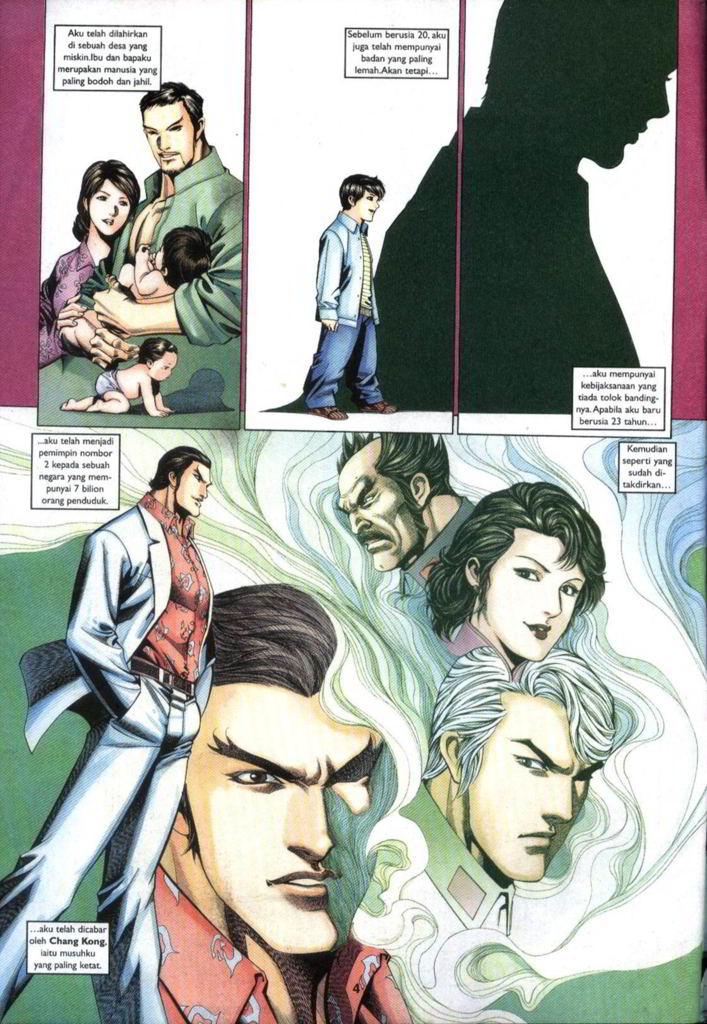 Aku telah dilahirkan
di sebuah desa yang
miskin.Ibu dan bapaku
merupakan manusia yang
paling bodoh dan jahil.
Sebelum berusia 20, aku
juga telah mempunyai
badan yang paling
lemah.Akan tetapi...
...aku mempunyai
kebijaksanaan yang
tiada tolok banding-
nya.Apabila aku baru
berusia 23 tahun...
...aku telah menjadi
pemimpin nombor
2 kepada sebuah
negara yang mem-
punyai 7 bilion
orang penduduk.
Kemudian
seperti yang
sudah di-
takdirkan...
...aku telah dicabar
oleh Chang Kong,
iaitu musuhku
yang paling ketat.